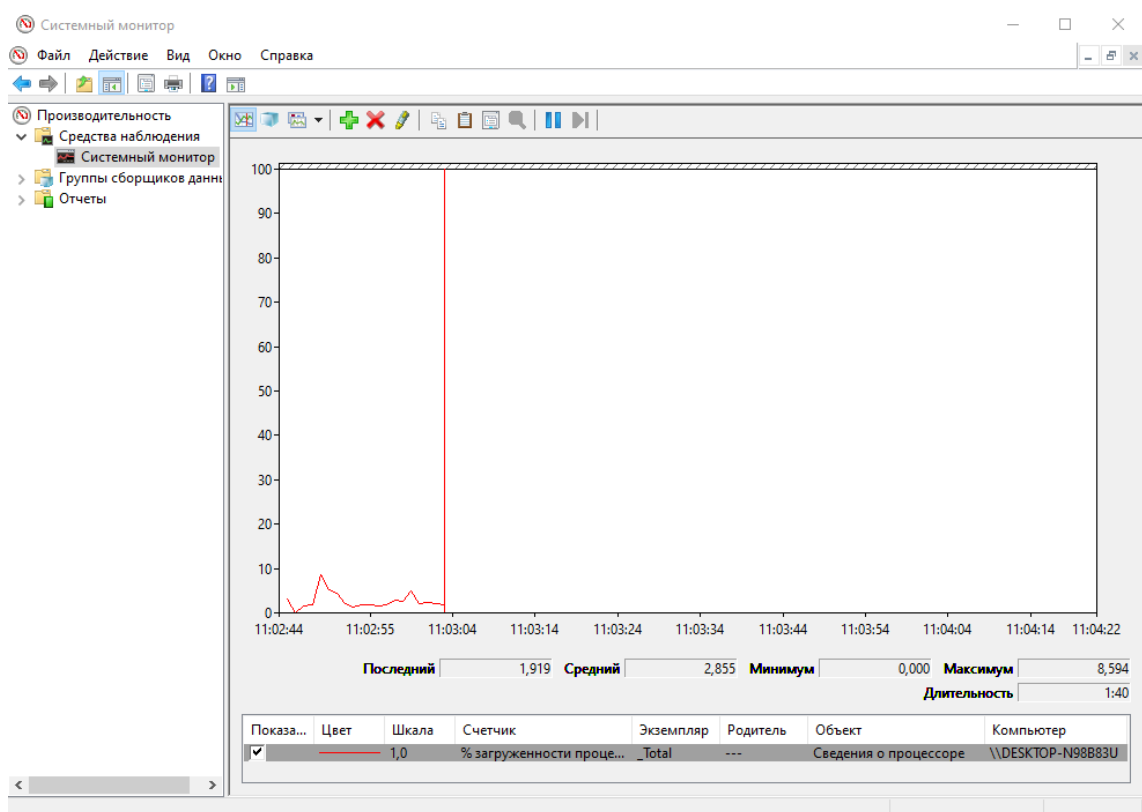 Системный монитор
Файл Действие Вид Окно Справка
Производительность
Средства наблюдения
Системный монитор
Группы сборщиков даннь
Отчеты
100
90
80
70
60
50
40
30
20
10
0
11:02:44 11:02:55 11:03:04 11:03:14 11:03:24 11:03:34 11:03:44 11:03:54 11:04:04 11:04:14 11:04:22
Последний 1,919 Средний 2,855 Минимум 0,000 Максимум 8,594
Длительность 1:40
Показа... Цвет Шкала Счетчик Экземпляр Родитель Объект Компьютер
1,0 % загруженности проце... _Total --- Сведения о процессоре \\DESKTOP-N98B83U